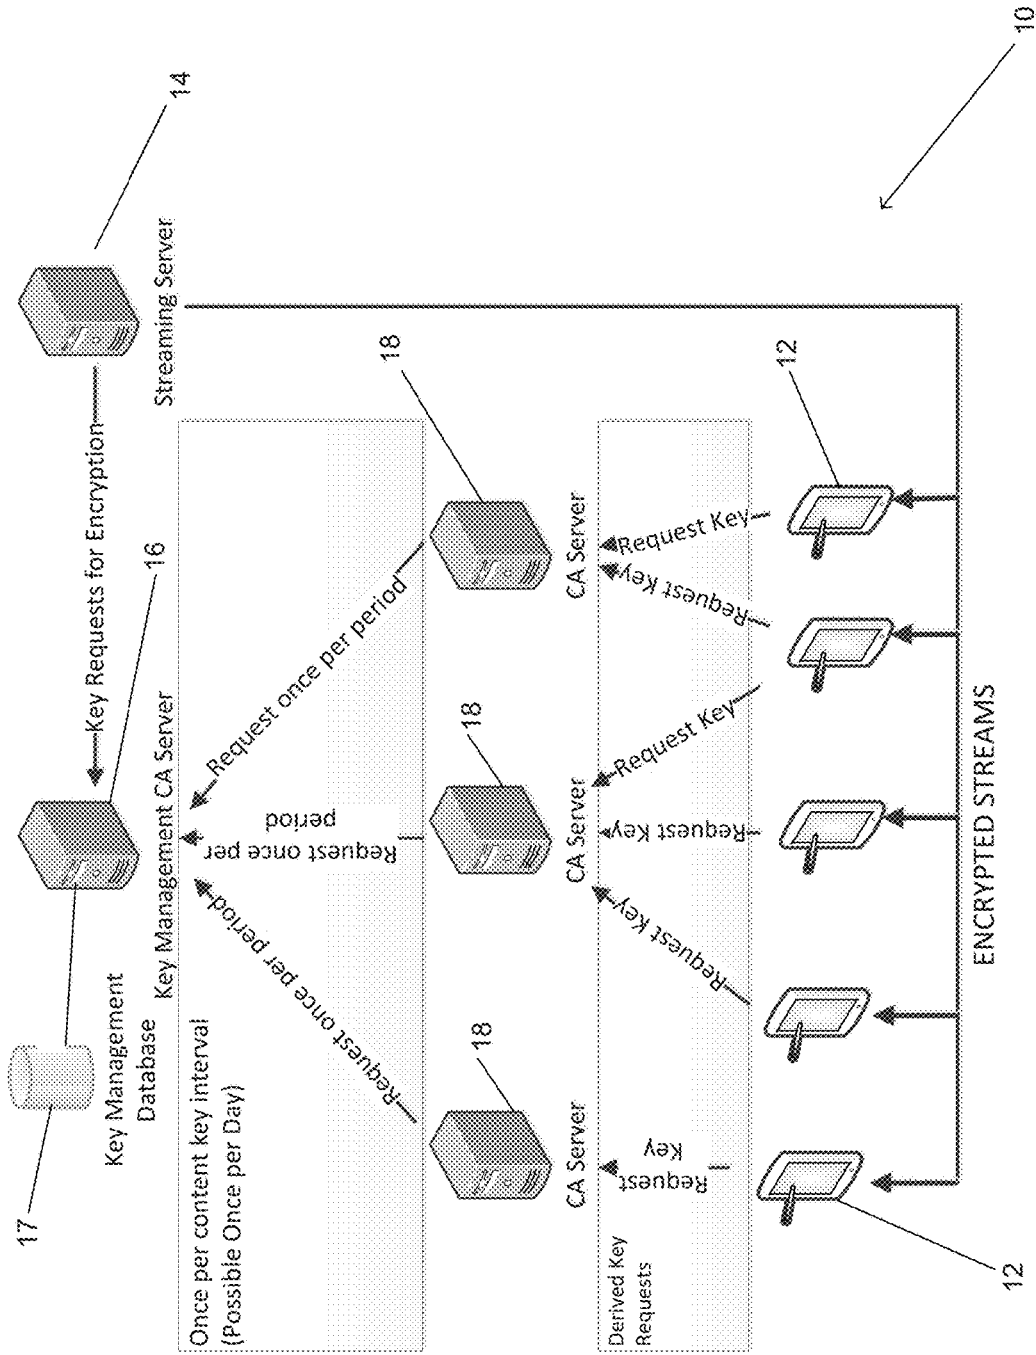 17
Key Management
Database
Key Management CA Server
16
Key Requests for Encryption
Streaming Server
14
Once per content key interval
(Possible Once per Day)
Request once per period
Request once per
period
Request once per period
18
CA Server
18
CA Server
18
CA Server
Derived Key
Requests
Request
Key
Request Key
Request Key
Request Key
Request Key
Request Key
12
12
ENCRYPTED STREAMS
10